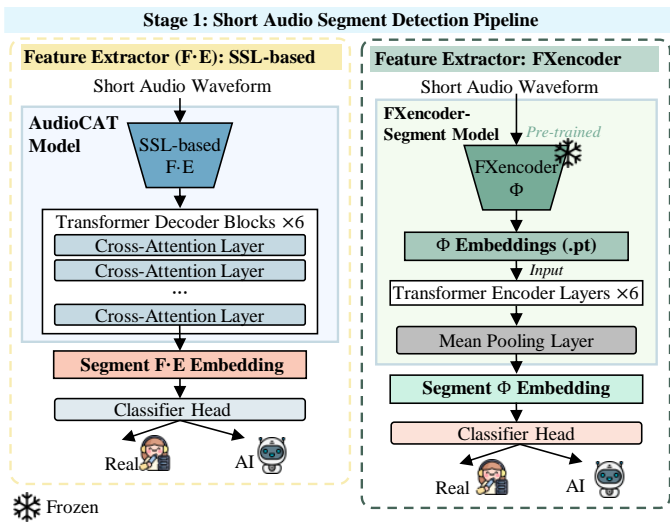 Stage 1: Short Audio Segment Detection Pipeline
Feature Extractor (F·E): SSL-based
Short Audio Waveform
AudioCAT
Model
SSL-based
F·E
Transformer Decoder Blocks ×6
Cross-Attention Layer
Cross-Attention Layer
...
Cross-Attention Layer
Segment F·E Embedding
Classifier Head
Real
AI
Frozen
Feature Extractor: FXencoder
Short Audio Waveform
FXencoder-
Segment Model
Pre-trained
FXencoder
Φ
Φ Embeddings (.pt)
Input
Transformer Encoder Layers ×6
Mean Pooling Layer
Segment Φ Embedding
Classifier Head
Real
AI